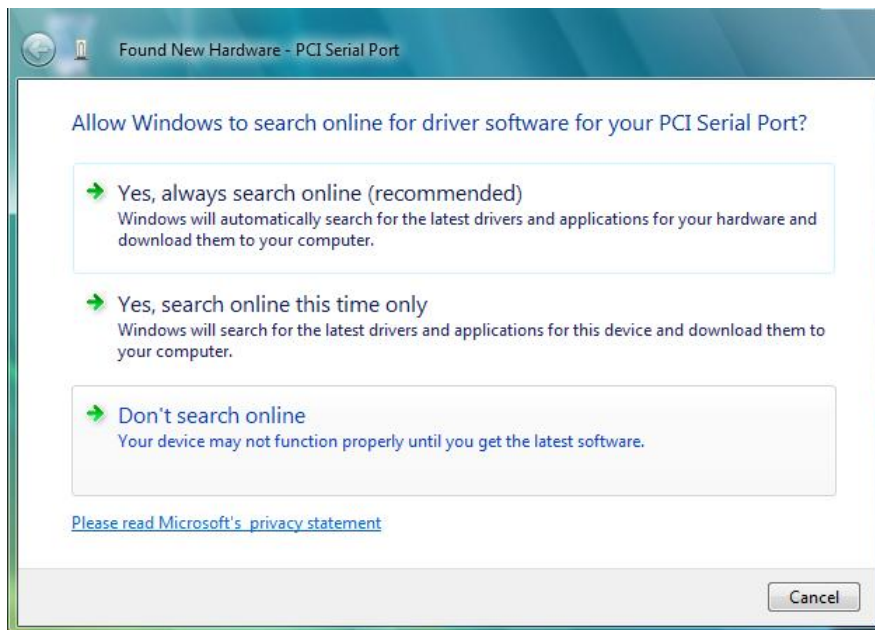 Found New Hardware - PCI Serial Port
Allow Windows to search online for driver software for your PCI Serial Port?
Yes, always search online (recommended)
Windows will automatically search for the latest drivers and applications for your hardware and
download them to your computer.
Yes, search online this time only
Windows will search for the latest drivers and applications for this device and download them to
your computer.
Don't search online
Your device may not function properly until you get the latest software.
Please read Microsoft's privacy statement
Cancel